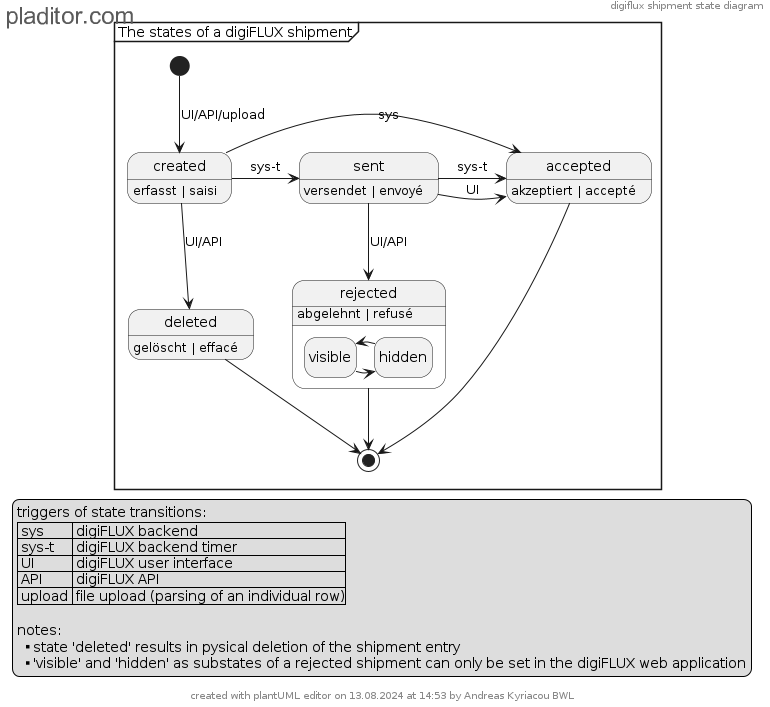 digiflux shipment state diagram
pladitor.com
The states of a digiFLUX shipment
UI/API/upload
sys
created
sys-t
sent
sys-t
accepted
erfasst | saisi
versendet | envoyé
UI
akzeptiert | accepté
UI/API
UI/API
rejected
abgelehnt | refusé
deleted
gelöscht | effacé
visible
hidden
triggers of state transitions:
sys digiFLUX backend
sys-t digiFLUX backend timer
UI digiFLUX user interface
API digiFLUX API
upload file upload (parsing of an individual row)
notes:
▪ state 'deleted' results in pysical deletion of the shipment entry
▪ 'visible' and 'hidden' as substates of a rejected shipment can only be set in the digiFLUX web application
created with plantUML editor on 13.08.2024 at 14:53 by Andreas Kyriacou BWL